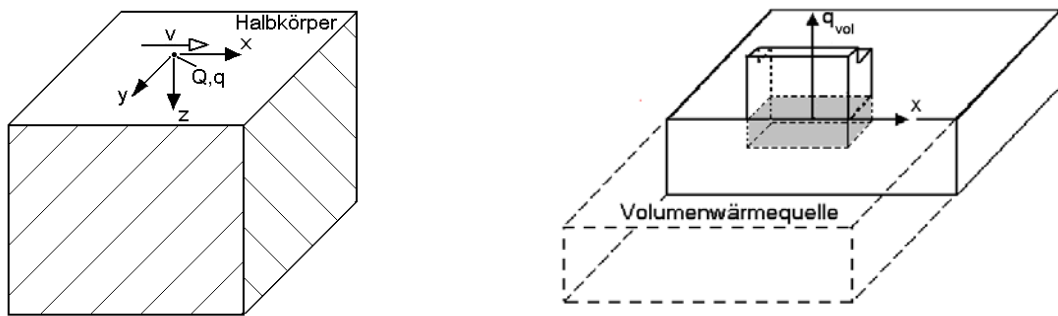 Halbkörper
v
x
Q,q
y
z
q vol
x
Volumenwärmequelle